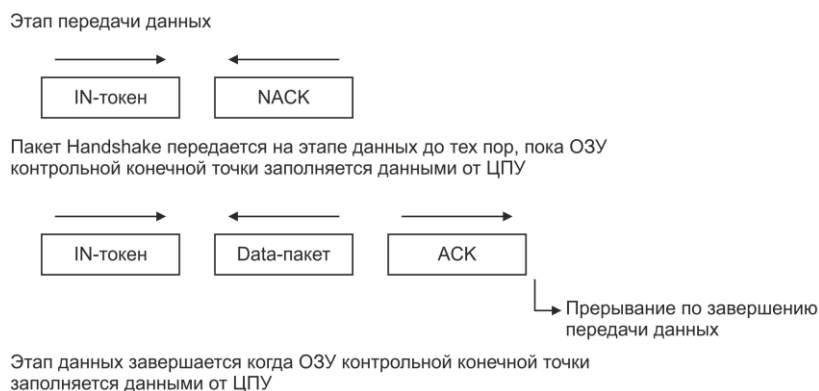 Этап передачи данных
IN-токен NACK
Пакет Handshake передается на этапе данных до тех пор, пока ОЗУ
контрольной конечной точки заполняется данными от ЦПУ
IN-токен Data-пакет ACK
Прерывание по завершению
передачи данных
Этап данных завершается когда ОЗУ контрольной конечной точки
заполняется данными от ЦПУ